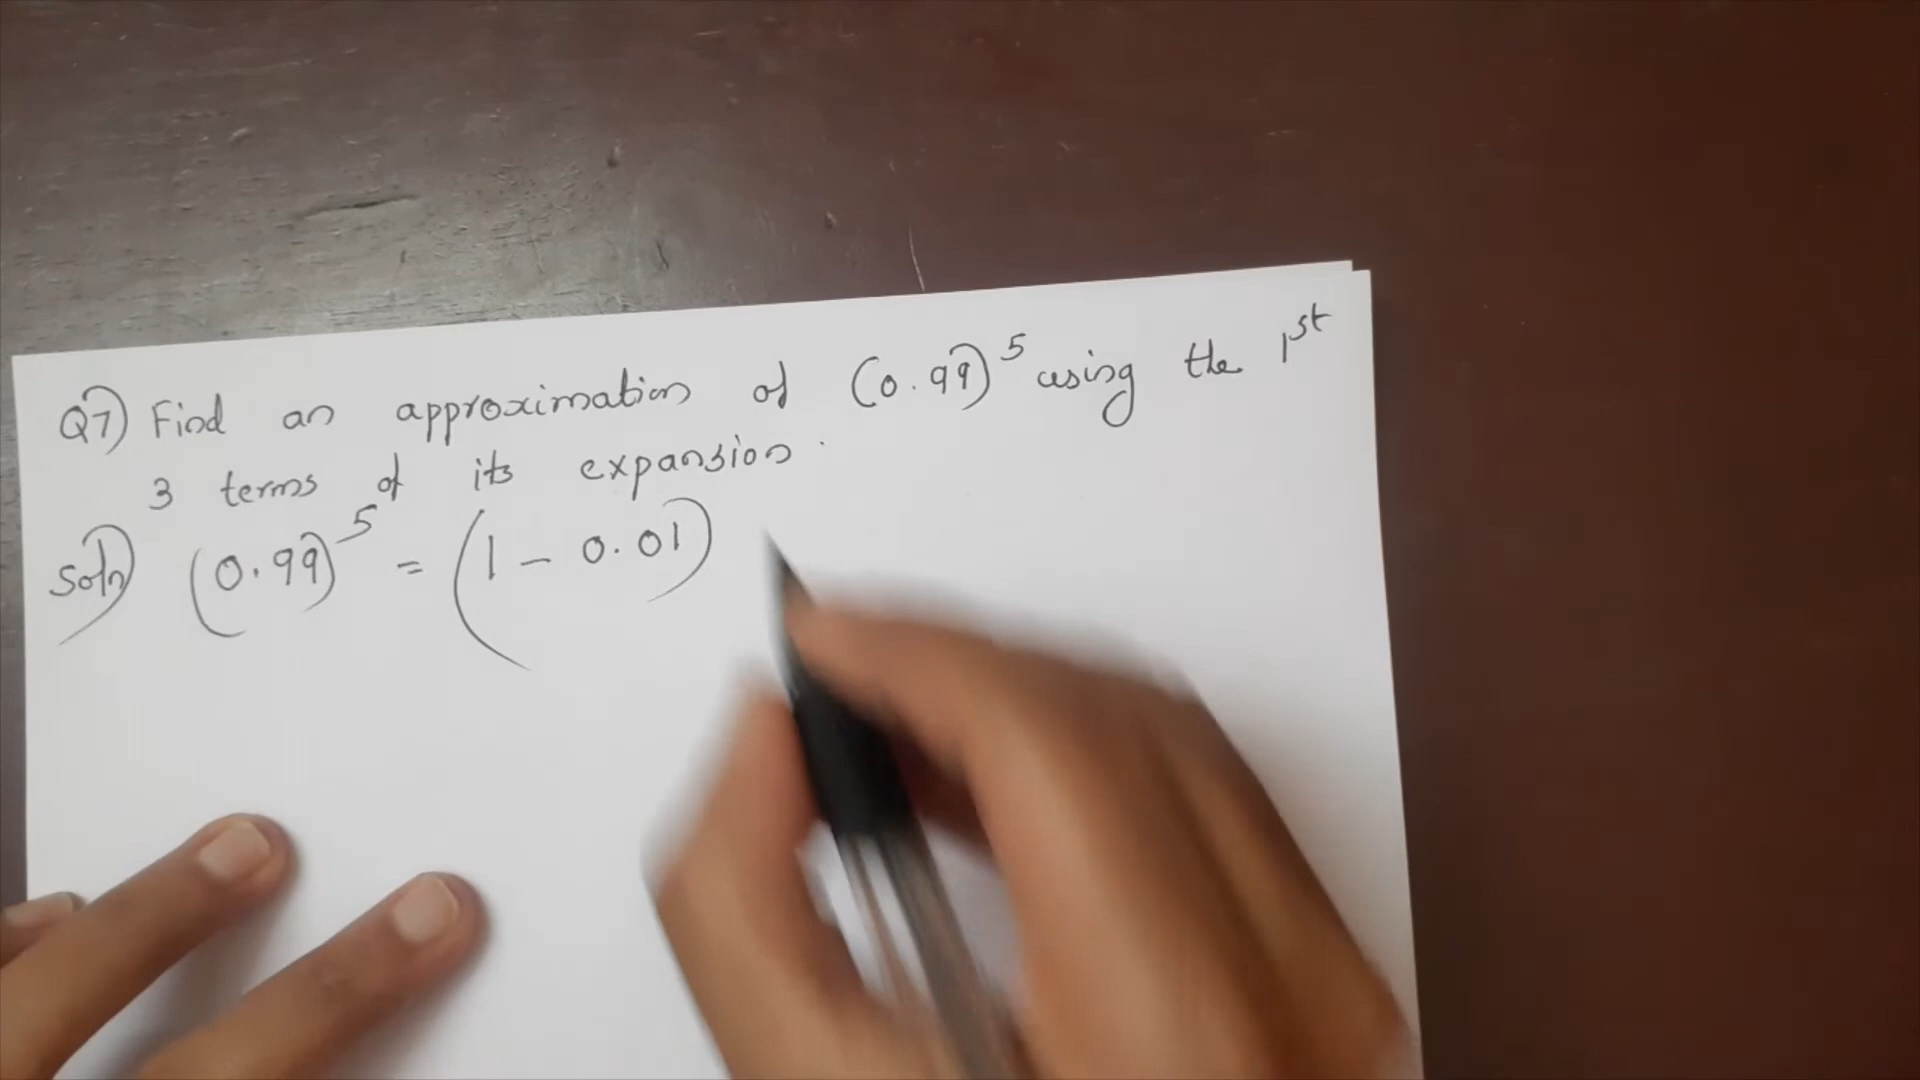 Q7) Find an approximation of (0.99)⁵ using the 1st
3 terms of its expansion.
Soln) (0.99)⁵ = (1 - 0.01)